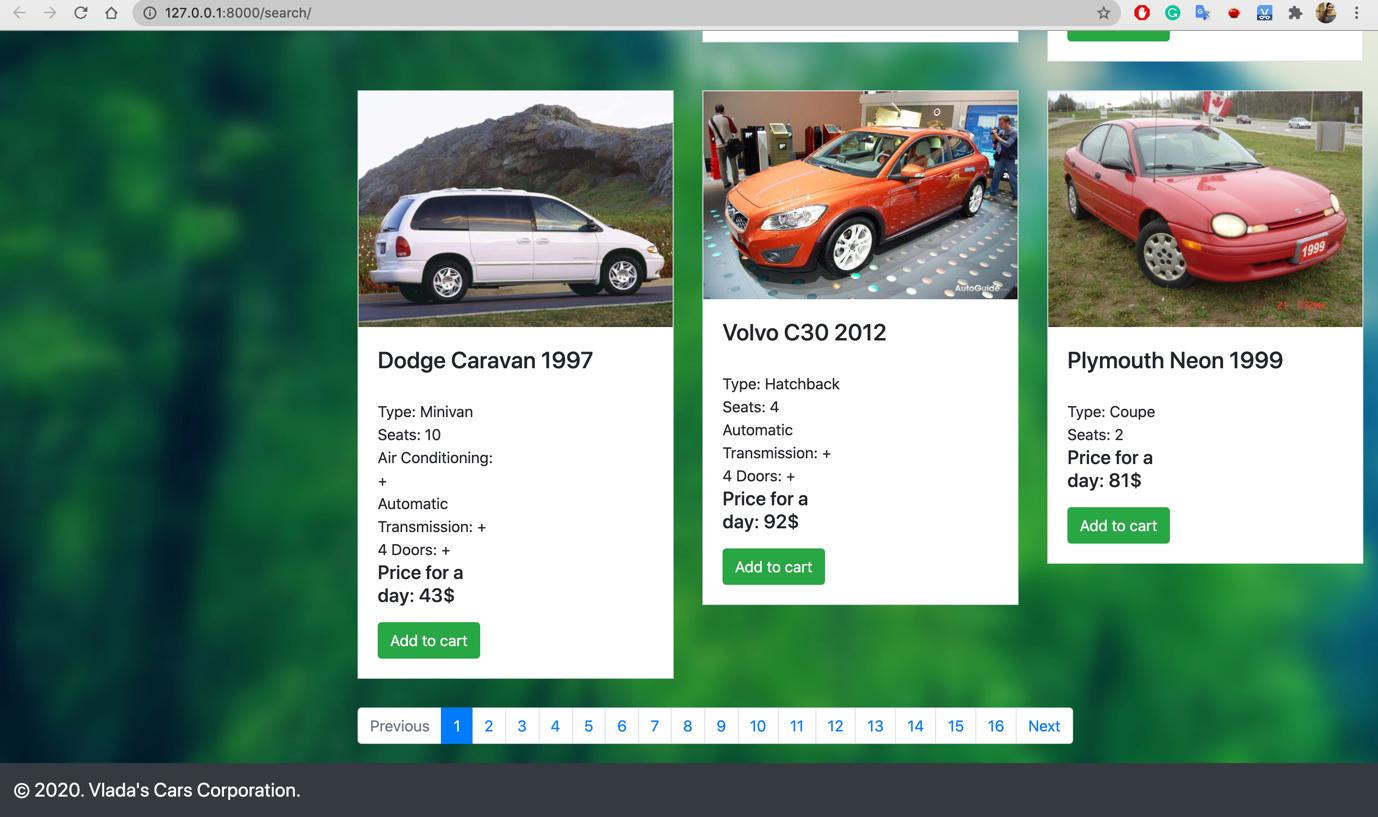 127.0.0.1:8000/search/
AutoGuide
1999
Dodge Caravan 1997
Type: Minivan
Seats: 10
Air Conditioning:
+
Automatic
Transmission: +
4 Doors: +
Price for a
day: 43$
Add to cart
Volvo C30 2012
Type: Hatchback
Seats: 4
Automatic
Transmission: +
4 Doors: +
Price for a
day: 92$
Add to cart
Plymouth Neon 1999
Type: Coupe
Seats: 2
Price for a
day: 81$
Add to cart
Previous 1 2 3 4 5 6 7 8 9 10 11 12 13 14 15 16 Next
© 2020. Vlada's Cars Corporation.